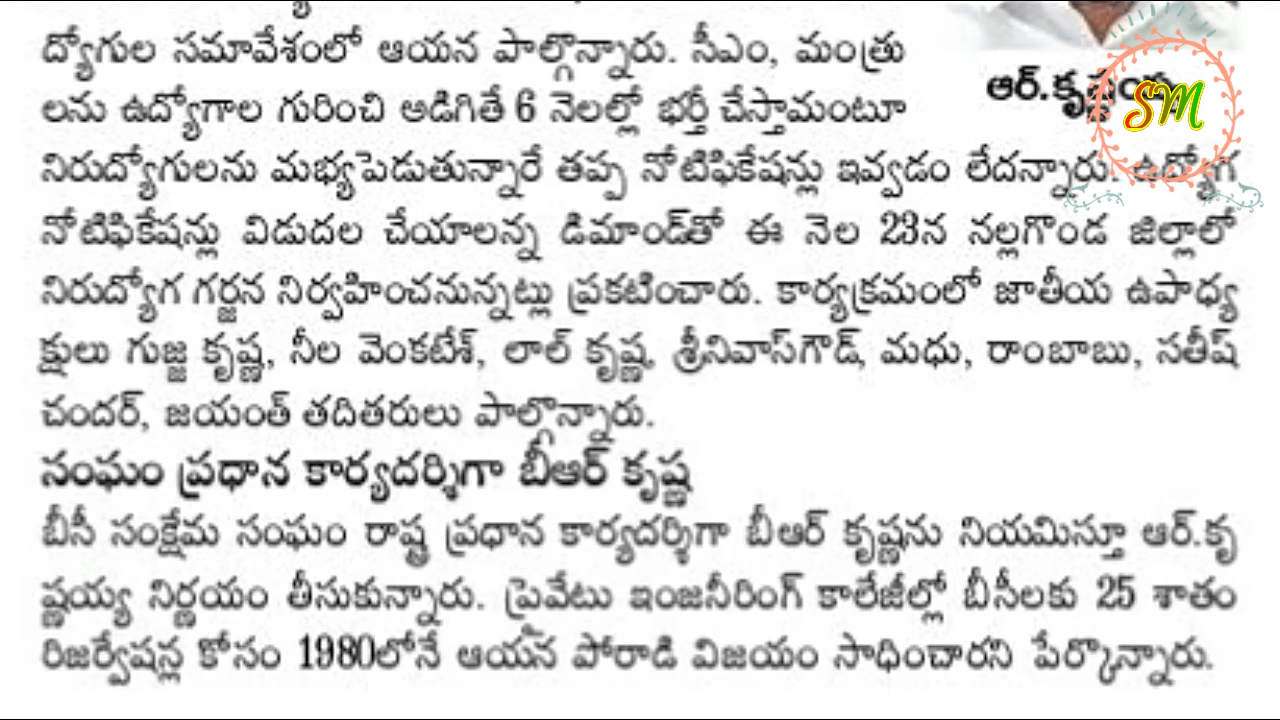 ద్యోగుల సమావేశంలో ఆయన పాల్గొన్నారు. సీఎం, మంత్రు
లను ఉద్యోగాల గురించి అడిగితే 6 నెలల్లో భర్తీ చేస్తామంటూ
ఆర్.కృష్ణయ్య
SM
నిరుద్యోగులను మభ్యపెడుతున్నారే తప్ప నోటిఫికేషన్లు ఇవ్వడం లేదన్నారు. ఉద్యోగ
నోటిఫికేషన్లు విడుదల చేయాలన్న డిమాండ్‌తో ఈ నెల 23న నల్లగొండ జిల్లాలో
నిరుద్యోగ గర్జన నిర్వహించనున్నట్లు ప్రకటించారు. కార్యక్రమంలో జాతీయ ఉపాధ్య
క్షులు గుజ్జ కృష్ణ, నీల వెంకటేశ్, లాల్ కృష్ణ, శ్రీనివాస్‌గౌడ్, మధు, రాంబాబు, సతీష్
చందర్, జయంత్ తదితరులు పాల్గొన్నారు.
సంఘం ప్రధాన కార్యదర్శిగా బీఆర్ కృష్ణ
బీసీ సంక్షేమ సంఘం రాష్ట్ర ప్రధాన కార్యదర్శిగా బీఆర్ కృష్ణను నియమిస్తూ ఆర్.కృ
ష్ణయ్య నిర్ణయం తీసుకున్నారు. ప్రైవేటు ఇంజనీరింగ్ కాలేజీల్లో బీసీలకు 25 శాతం
రిజర్వేషన్ల కోసం 1980లోనే ఆయన పోరాడి విజయం సాధించారని పేర్కొన్నారు.